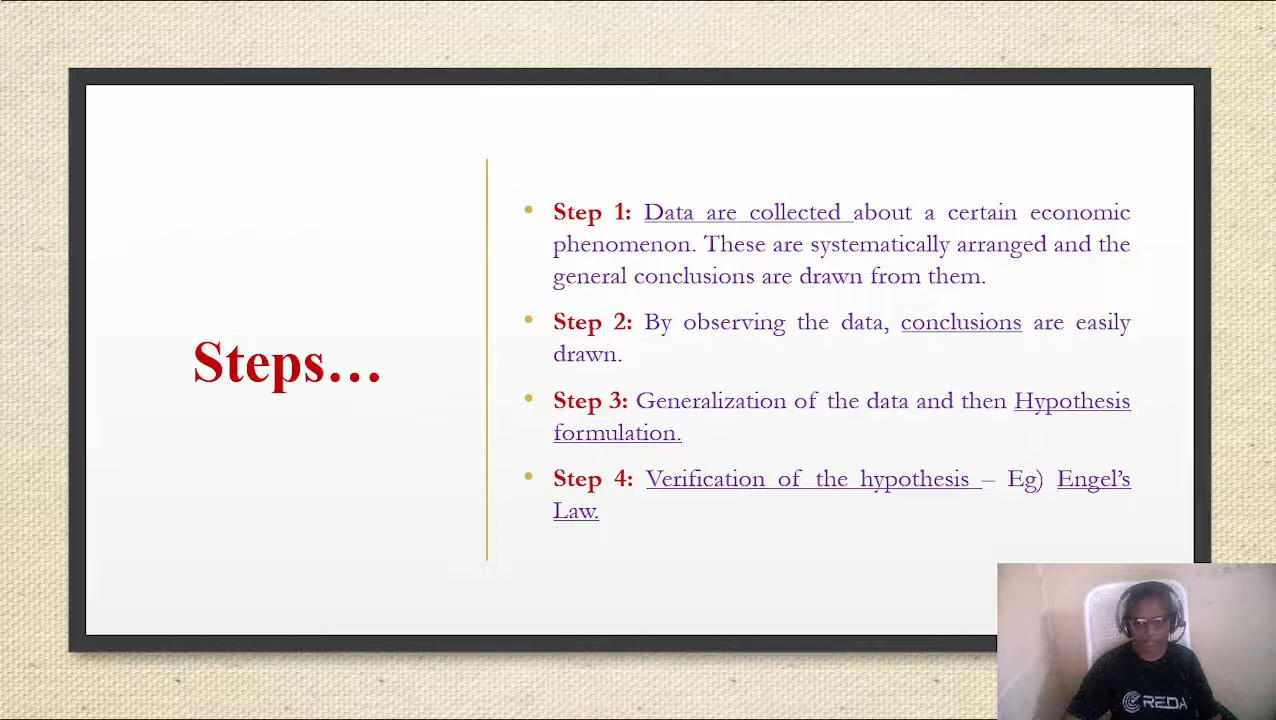 Steps…
Step 1: Data are collected about a certain economic
phenomenon. These are systematically arranged and the
general conclusions are drawn from them.
Step 2: By observing the data, conclusions are easily
drawn.
Step 3: Generalization of the data and then Hypothesis
formulation.
Step 4: Verification of the hypothesis – Eg) Engel’s
Law.
REDA